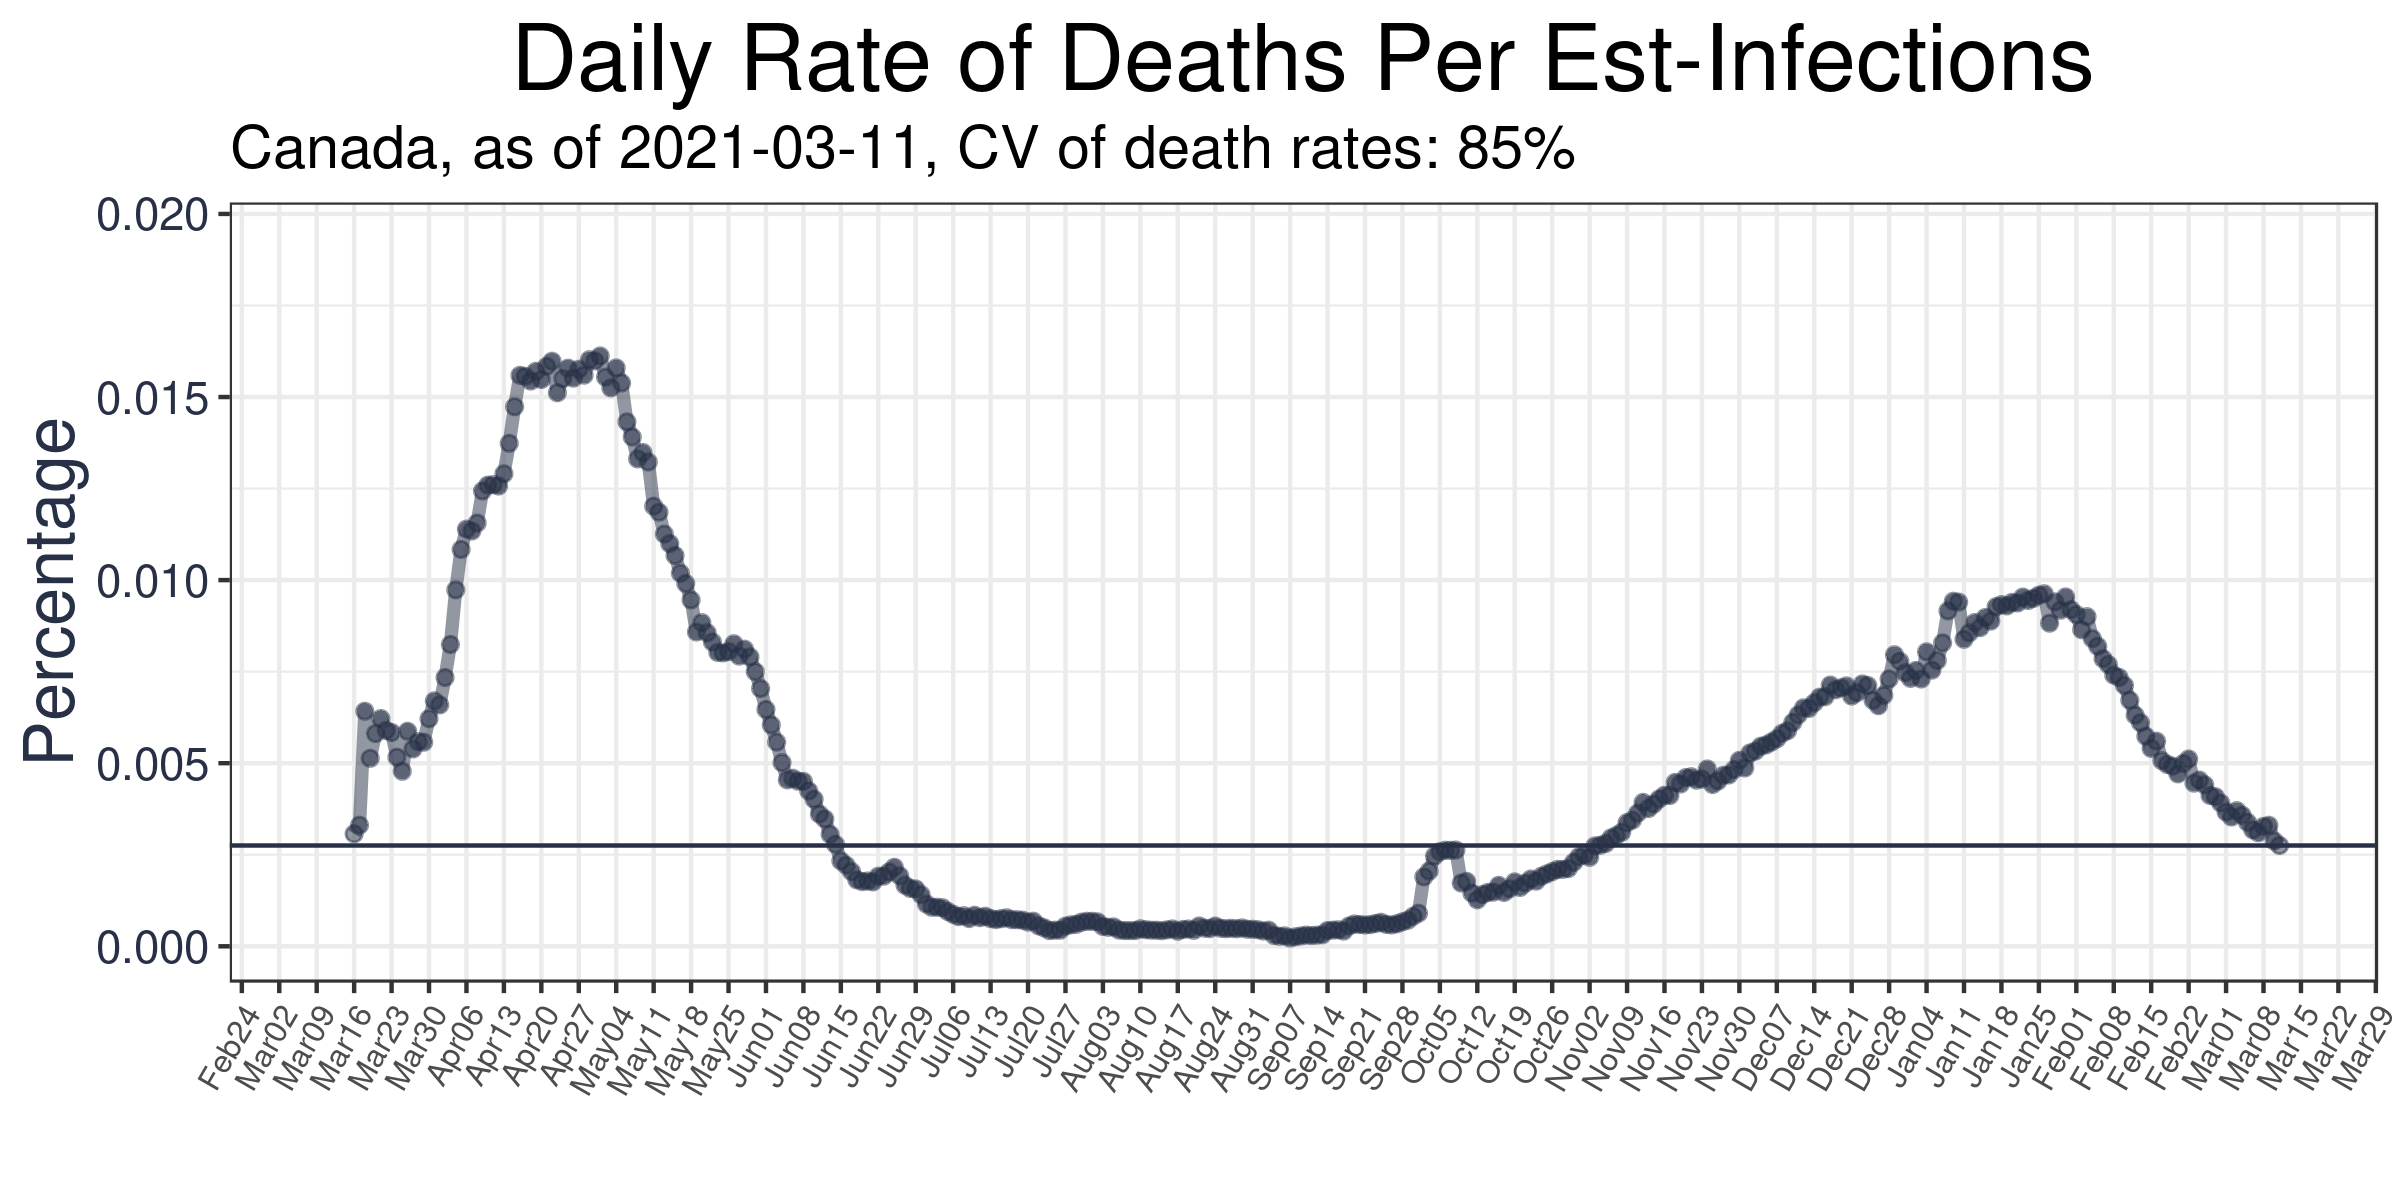 Daily Rate of Deaths Per Est-Infections
Canada, as of 2021-03-11, CV of death rates: 85%
Percentage
0.020
0.015
0.010
0.005
0.000
Feb24
Mar02
Mar09
Mar16
Mar23
Mar30
Apr06
Apr13
Apr20
Apr27
May04
May11
May18
May25
Jun01
Jun08
Jun15
Jun22
Jun29
Jul06
Jul13
Jul20
Jul27
Aug03
Aug10
Aug17
Aug24
Aug31
Sep07
Sep14
Sep21
Sep28
Oct05
Oct12
Oct19
Oct26
Nov02
Nov09
Nov16
Nov23
Nov30
Dec07
Dec14
Dec21
Dec28
Jan04
Jan11
Jan18
Jan25
Feb01
Feb08
Feb15
Feb22
Mar01
Mar08
Mar15
Mar22
Mar29